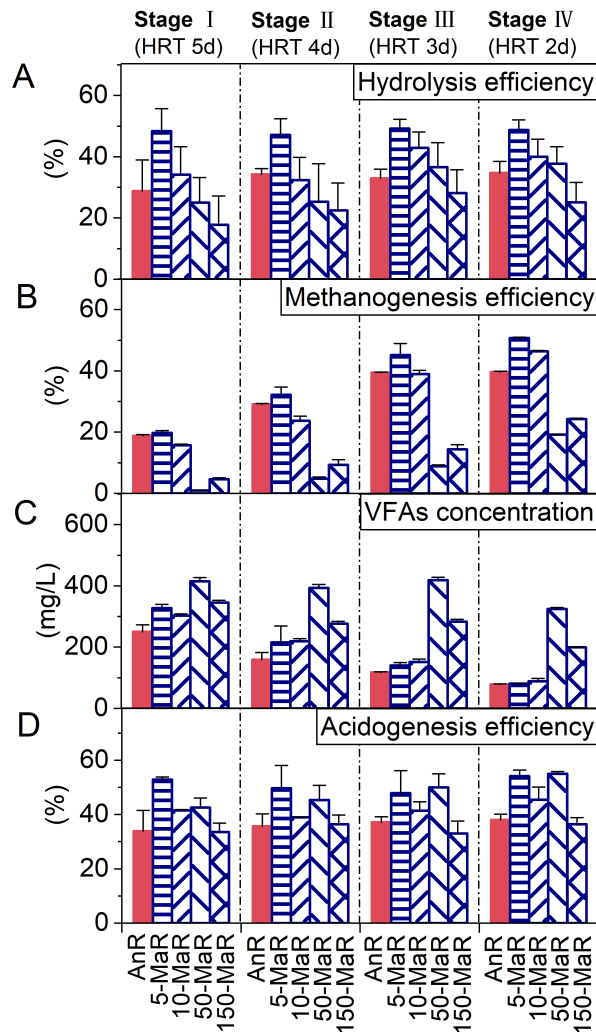 Stage Ⅰ Stage Ⅱ Stage Ⅲ Stage Ⅳ
(HRT 5d) (HRT 4d) (HRT 3d) (HRT 2d)
A
Hydrolysis efficiency
60
40
20
0
(%)
B
Methanogenesis efficiency
60
40
20
0
(%)
C
VFAs concentration
600
400
200
0
(mg/L)
D
Acidogenesis efficiency
60
40
20
0
(%)
AnR
5-MaR
10-MaR
50-MaR
150-MaR
AnR
5-MaR
10-MaR
50-MaR
150-MaR
AnR
5-MaR
10-MaR
50-MaR
150-MaR
AnR
5-MaR
10-MaR
50-MaR
150-MaR